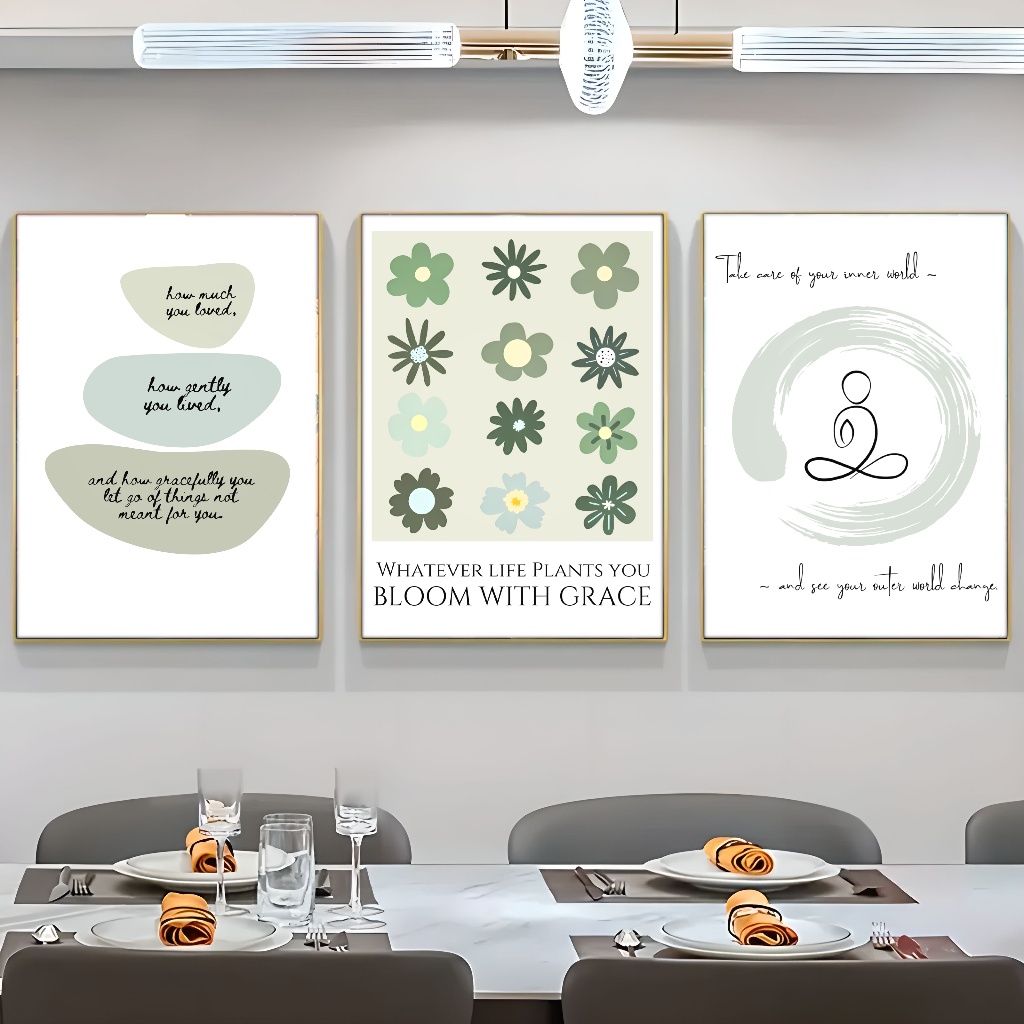 how much
you loved,
how gently
you lived,
and how gracefully you
let go of things not
meant for you.
WHATEVER LIFE PLANTS YOU
BLOOM WITH GRACE
Take care of your inner world ~
~ and see your outer world change.